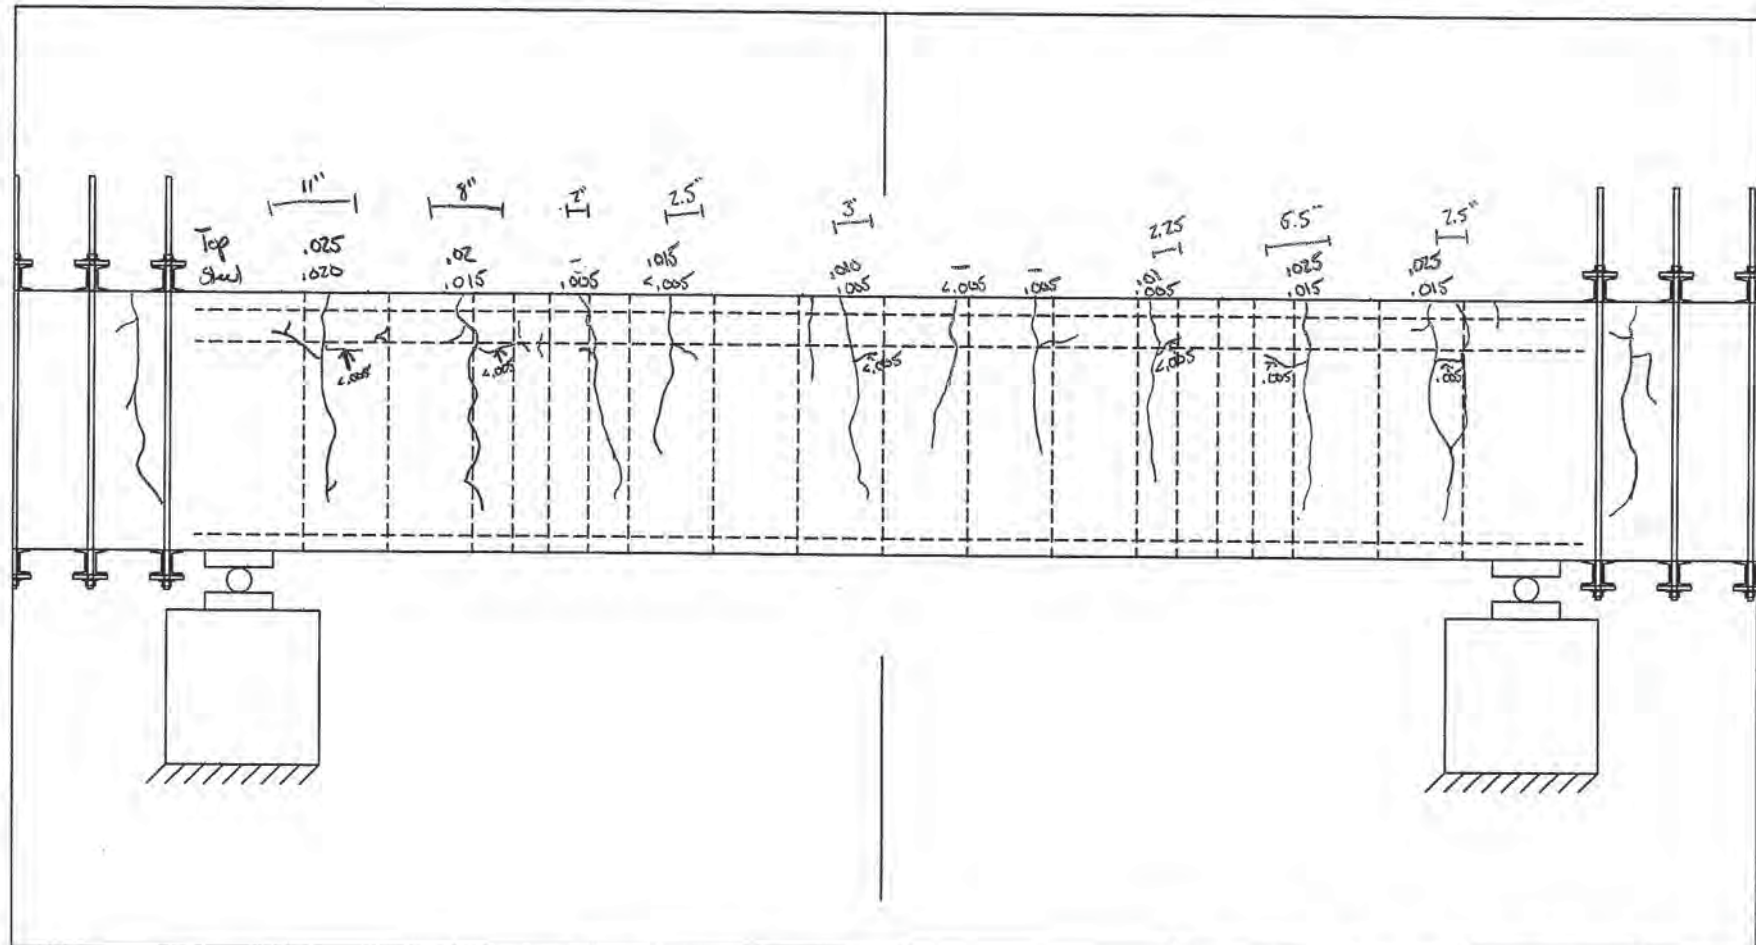 11" 8" 2" 2.5" 3" 2.25 6.5" 2.5"
Top .025 .02 – .015 .010 – – .01 .025 .025
Steel .020 .015 .005 <.005 .005 <.005 .005 .005 .015 .015
<.005 <.005 <.005 <.005 .005